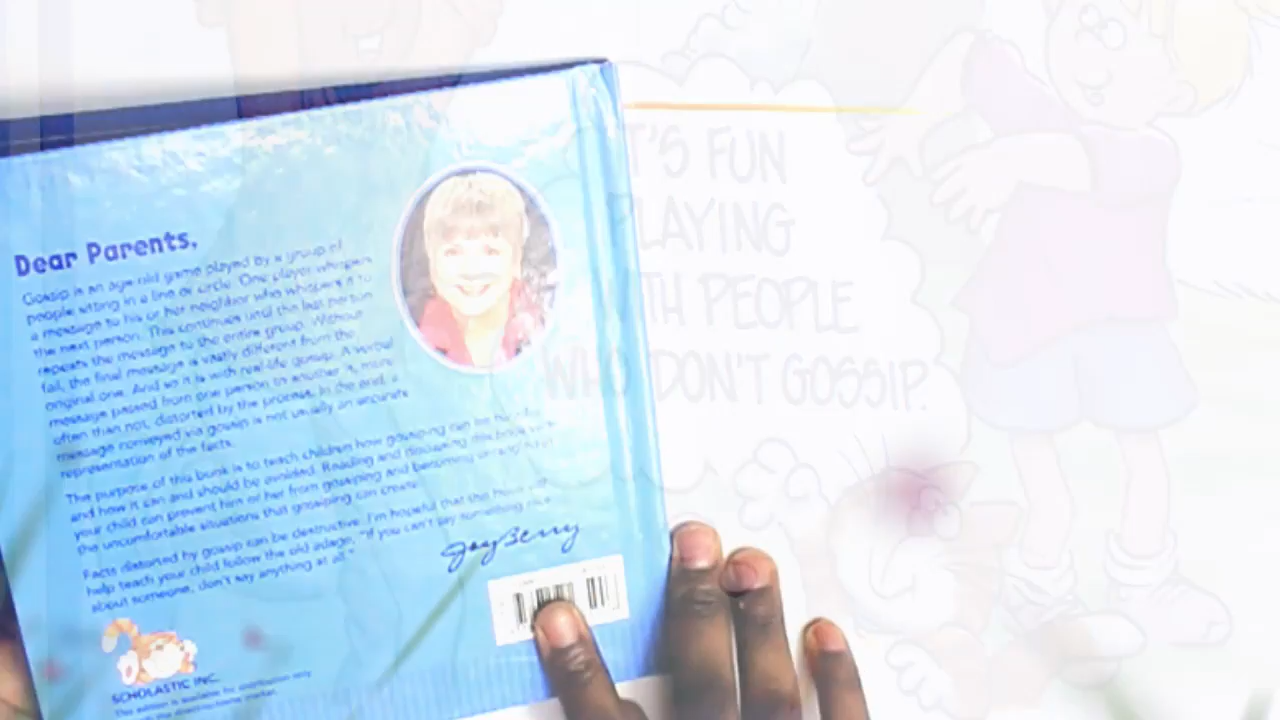 Dear Parents,
Gossip is an age old game played by a group of
people sitting in a line or circle. One player whispers
a message to his or her neighbor who whispers it to
the next person. This continues until the last person
repeats the message to the entire group. Without
fail, the final message is vastly different from the
original one. And so it is with real-life gossip. A verbal
message passed from one person to another is, more
often than not, distorted by the process. In the end, a
message conveyed via gossip is not usually an accurate
representation of the facts.
The purpose of this book is to teach children how gossiping can be
and how it can and should be avoided. Reading and discussing this book with
your child can prevent him or her from gossiping and becoming
the uncomfortable situations that gossiping can create.
Facts distorted by gossip can be destructive. I'm hopeful that this book will
help teach your child follow the old adage, "If you can't say something nice
about someone, don't say anything at all."
Joy Berry
SCHOLASTIC INC.
This edition is available for distribution only
market.
IT'S FUN
PLAYING
WITH PEOPLE
WHO DON'T GOSSIP.